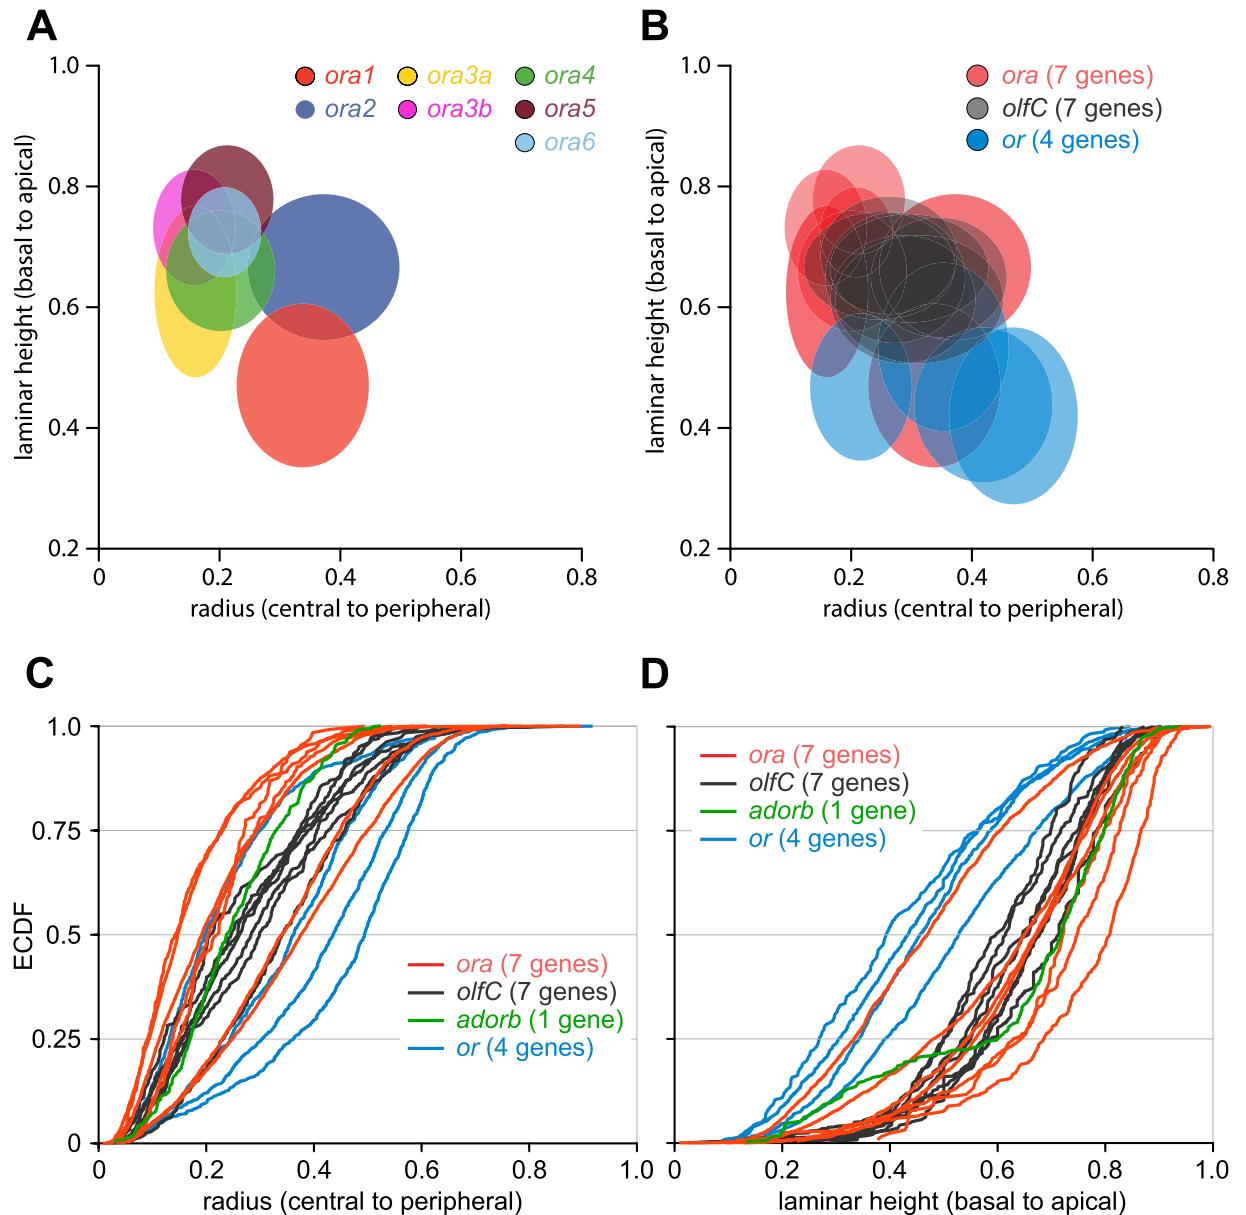 A
1.0
0.8
0.6
0.4
0.2
0
0.2
0.4
0.6
0.8
laminar height (basal to apical)
radius (central to peripheral)
ora1
ora3a
ora4
ora2
ora3b
ora5
ora6
B
1.0
0.8
0.6
0.4
0.2
0
0.2
0.4
0.6
0.8
laminar height (basal to apical)
radius (central to peripheral)
ora (7 genes)
olfC (7 genes)
or (4 genes)
C
1.0
0.75
0.5
0.25
0
0
0.2
0.4
0.6
0.8
1.0
ECDF
radius (central to peripheral)
ora (7 genes)
olfC (7 genes)
adorb (1 gene)
or (4 genes)
D
0
0.2
0.4
0.6
0.8
1.0
laminar height (basal to apical)
ora (7 genes)
olfC (7 genes)
adorb (1 gene)
or (4 genes)